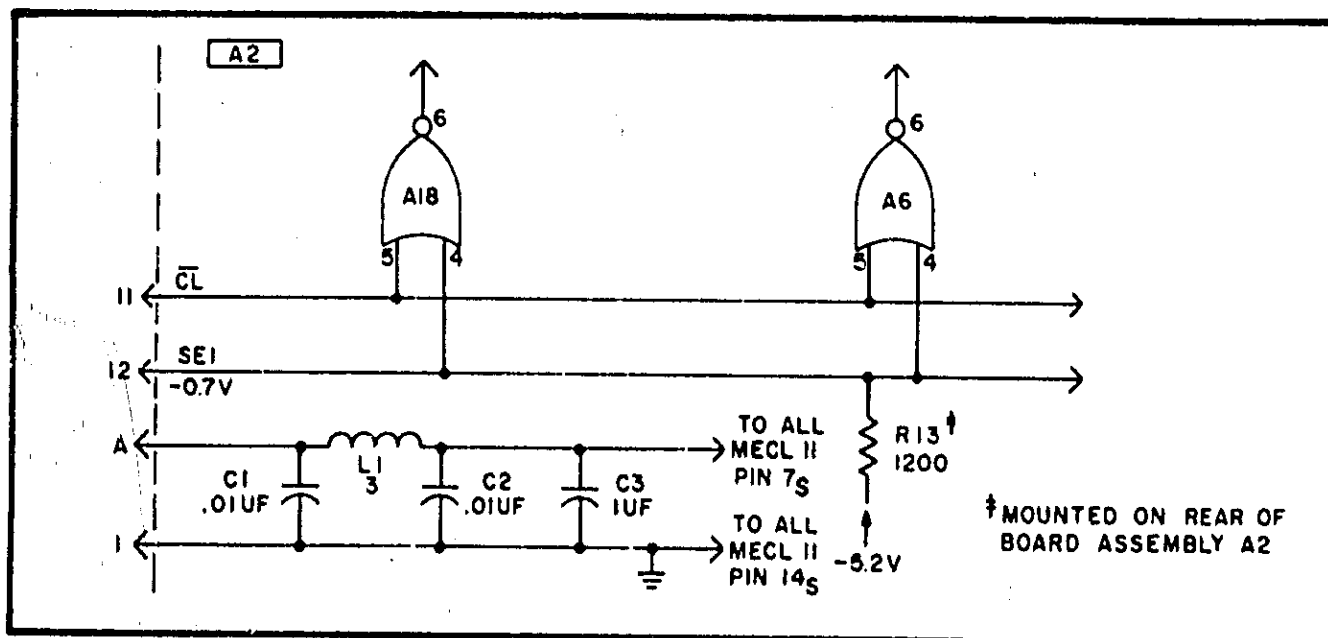 A2
6
6
A18
A6
5
4
5
4
11
CL
12
SE1
-0.7V
A
L1
3
C1
.01UF
C2
.01UF
C3
1UF
TO ALL
MECL 11
PIN 7S
R13‡
1200
1
TO ALL
MECL 11
PIN 14S
-5.2V
‡MOUNTED ON REAR OF
BOARD ASSEMBLY A2